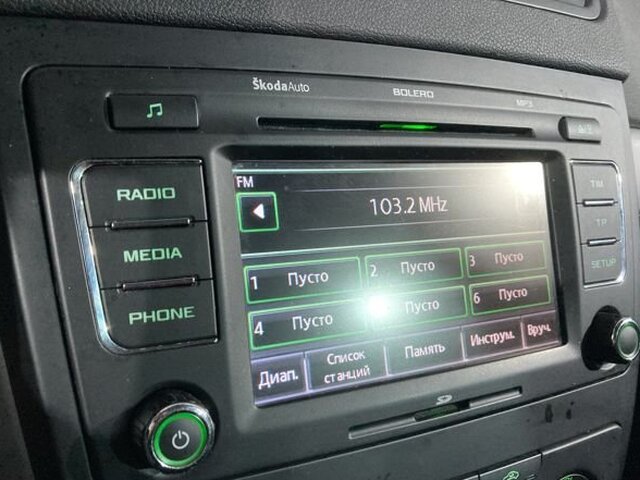 ŠkodaAuto BOLERO MP3
RADIO
MEDIA
PHONE
FM
103.2 MHz
1 Пусто 2 Пусто 3 Пусто
4 Пусто Пусто 6 Пусто
Диап. Список станций Память Инструм. Вруч.
TIM
TP
SETUP
SD